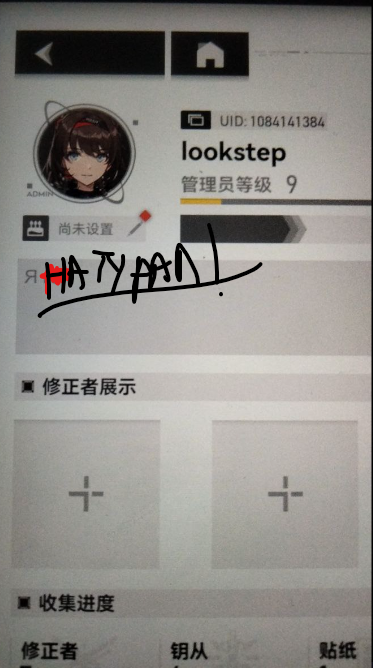 UID: 1084141384
lookstep
ADMIN
管理员等级 9
尚未设置
Я
修正者展示
收集进度
修正者 钥从 贴纸